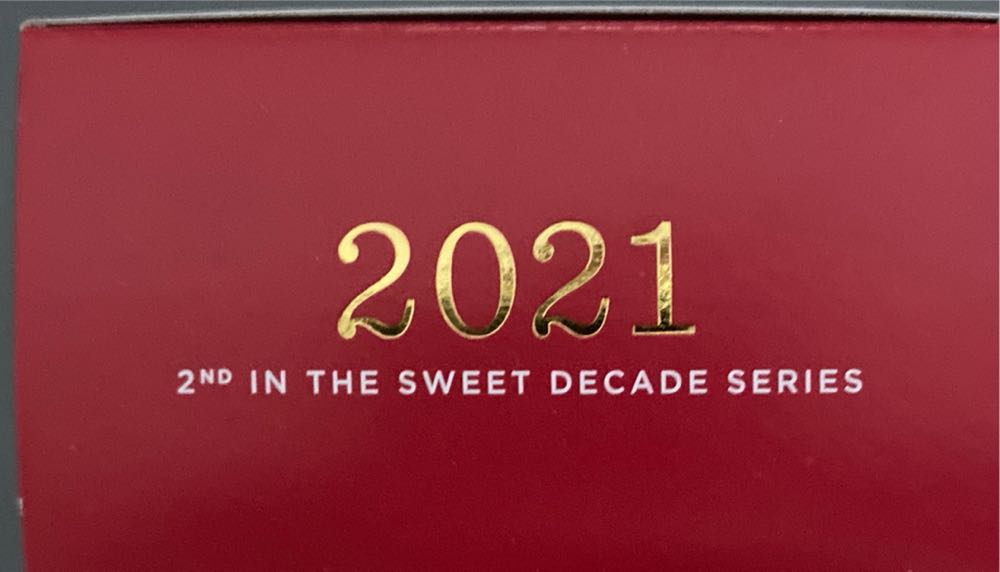 2021
2ND IN THE SWEET DECADE SERIES